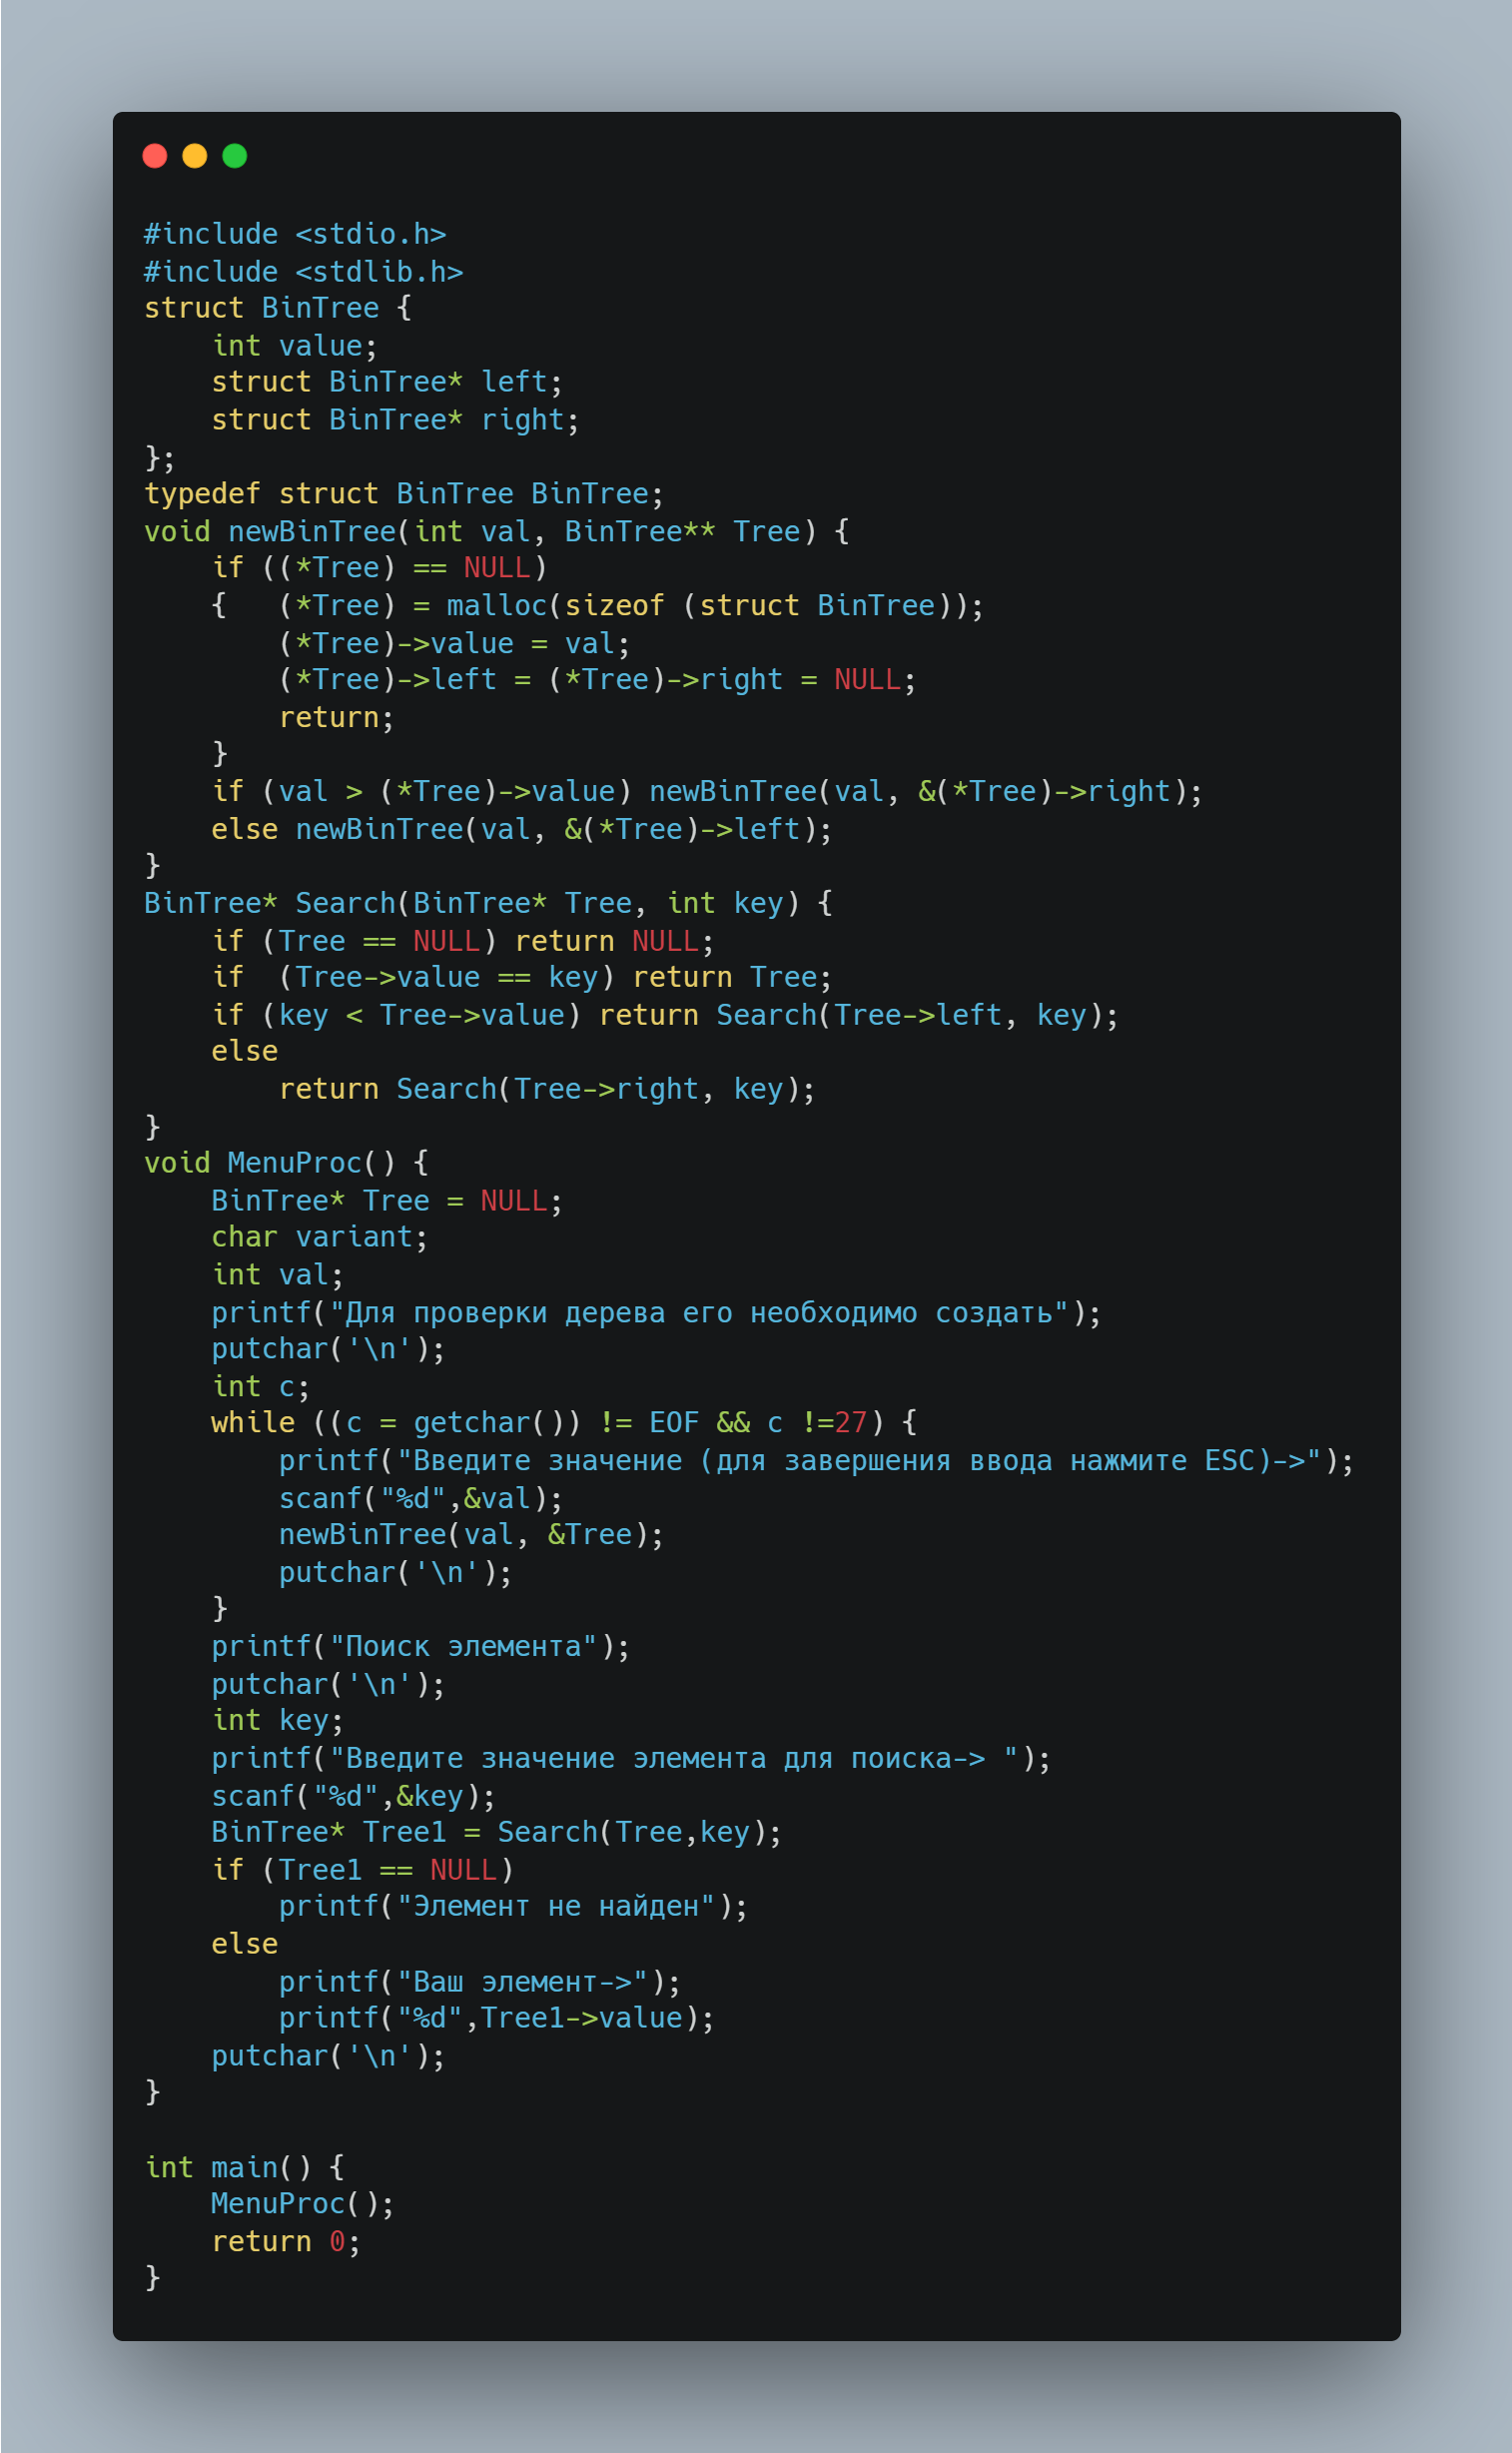 #include <stdio.h>
#include <stdlib.h>
struct BinTree {
    int value;
    struct BinTree* left;
    struct BinTree* right;
};
typedef struct BinTree BinTree;
void newBinTree(int val, BinTree** Tree) {
    if ((*Tree) == NULL)
    {   (*Tree) = malloc(sizeof (struct BinTree));
        (*Tree)->value = val;
        (*Tree)->left = (*Tree)->right = NULL;
        return;
    }
    if (val > (*Tree)->value) newBinTree(val, &(*Tree)->right);
    else newBinTree(val, &(*Tree)->left);
}
BinTree* Search(BinTree* Tree, int key) {
    if (Tree == NULL) return NULL;
    if  (Tree->value == key) return Tree;
    if (key < Tree->value) return Search(Tree->left, key);
    else
        return Search(Tree->right, key);
}
void MenuProc() {
    BinTree* Tree = NULL;
    char variant;
    int val;
    printf("Для проверки дерева его необходимо создать");
    putchar('\n');
    int c;
    while ((c = getchar()) != EOF && c !=27) {
        printf("Введите значение (для завершения ввода нажмите ESC)->");
        scanf("%d",&val);
        newBinTree(val, &Tree);
        putchar('\n');
    }
    printf("Поиск элемента");
    putchar('\n');
    int key;
    printf("Введите значение элемента для поиска-> ");
    scanf("%d",&key);
    BinTree* Tree1 = Search(Tree,key);
    if (Tree1 == NULL)
        printf("Элемент не найден");
    else
        printf("Ваш элемент->");
        printf("%d",Tree1->value);
    putchar('\n');
}
int main() {
    MenuProc();
    return 0;
}